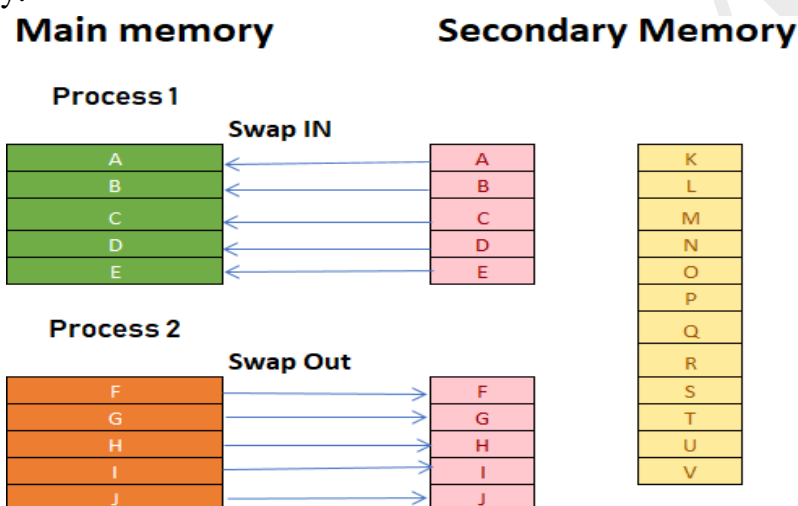 y.
Main memory
Secondary Memory
Process 1
Swap IN
A
B
C
D
E
A
B
C
D
E
K
L
M
N
O
P
Q
R
S
T
U
V
Process 2
Swap Out
F
G
H
I
J
F
G
H
I
J